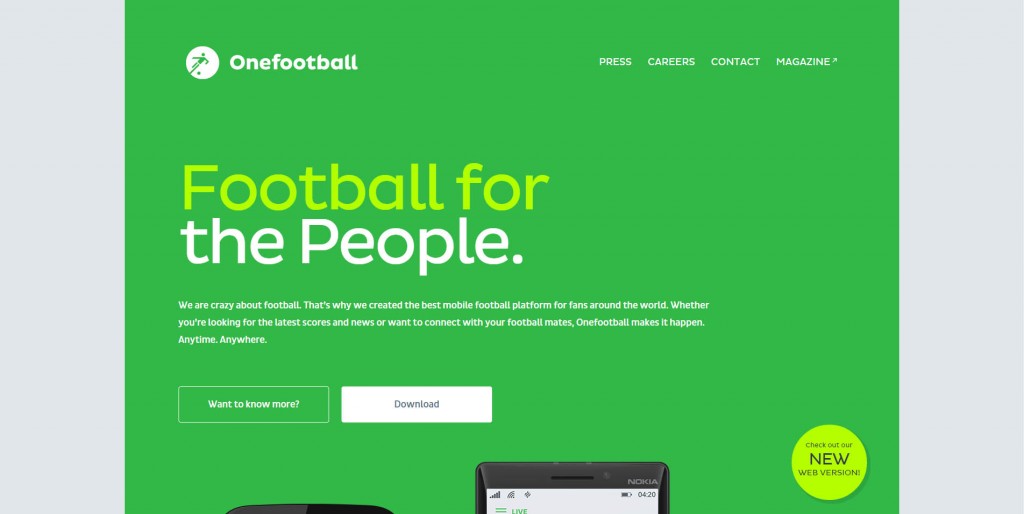 Onefootball
PRESS CAREERS CONTACT MAGAZINE↗
Football for
the People.
We are crazy about football. That's why we created the best mobile football platform for fans around the world. Whether
you're looking for the latest scores and news or want to connect with your football mates, Onefootball makes it happen.
Anytime. Anywhere.
Want to know more?
Download
Check out our
NEW
WEB VERSION!
NOKIA
04:20
LIVE